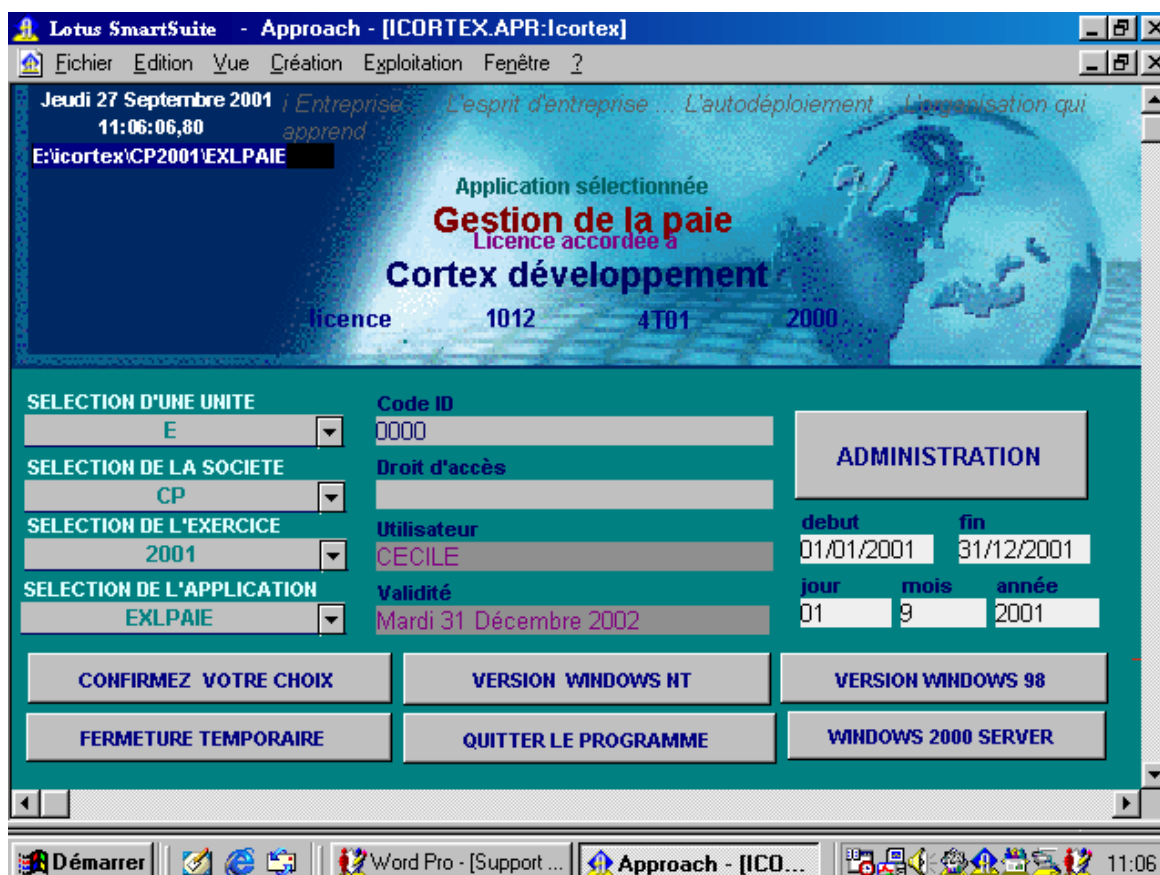 Lotus SmartSuite - Approach - [ICORTEX.APR:Icortex]
Fichier Edition Vue Création Exploitation Fenêtre ?
Jeudi 27 Septembre 2001
11:06:06,80
i Entreprise... L'esprit d'entreprise ... L'autodéploiement ... L'organisation qui
apprend
E:\icortex\CP2001\EXLPAIE
Application sélectionnée
Gestion de la paie
Licence accordée à
Cortex développement
licence 1012 4T01 2000
SELECTION D'UNE UNITE
E
SELECTION DE LA SOCIETE
CP
SELECTION DE L'EXERCICE
2001
SELECTION DE L'APPLICATION
EXLPAIE
Code ID
0000
Droit d'accès
Utilisateur
CECILE
Validité
Mardi 31 Décembre 2002
ADMINISTRATION
debut fin
01/01/2001 31/12/2001
jour mois année
01 9 2001
CONFIRMEZ VOTRE CHOIX
VERSION WINDOWS NT
VERSION WINDOWS 98
FERMETURE TEMPORAIRE
QUITTER LE PROGRAMME
WINDOWS 2000 SERVER
Démarrer Word Pro - [Support ... Approach - [ICO... 11:06